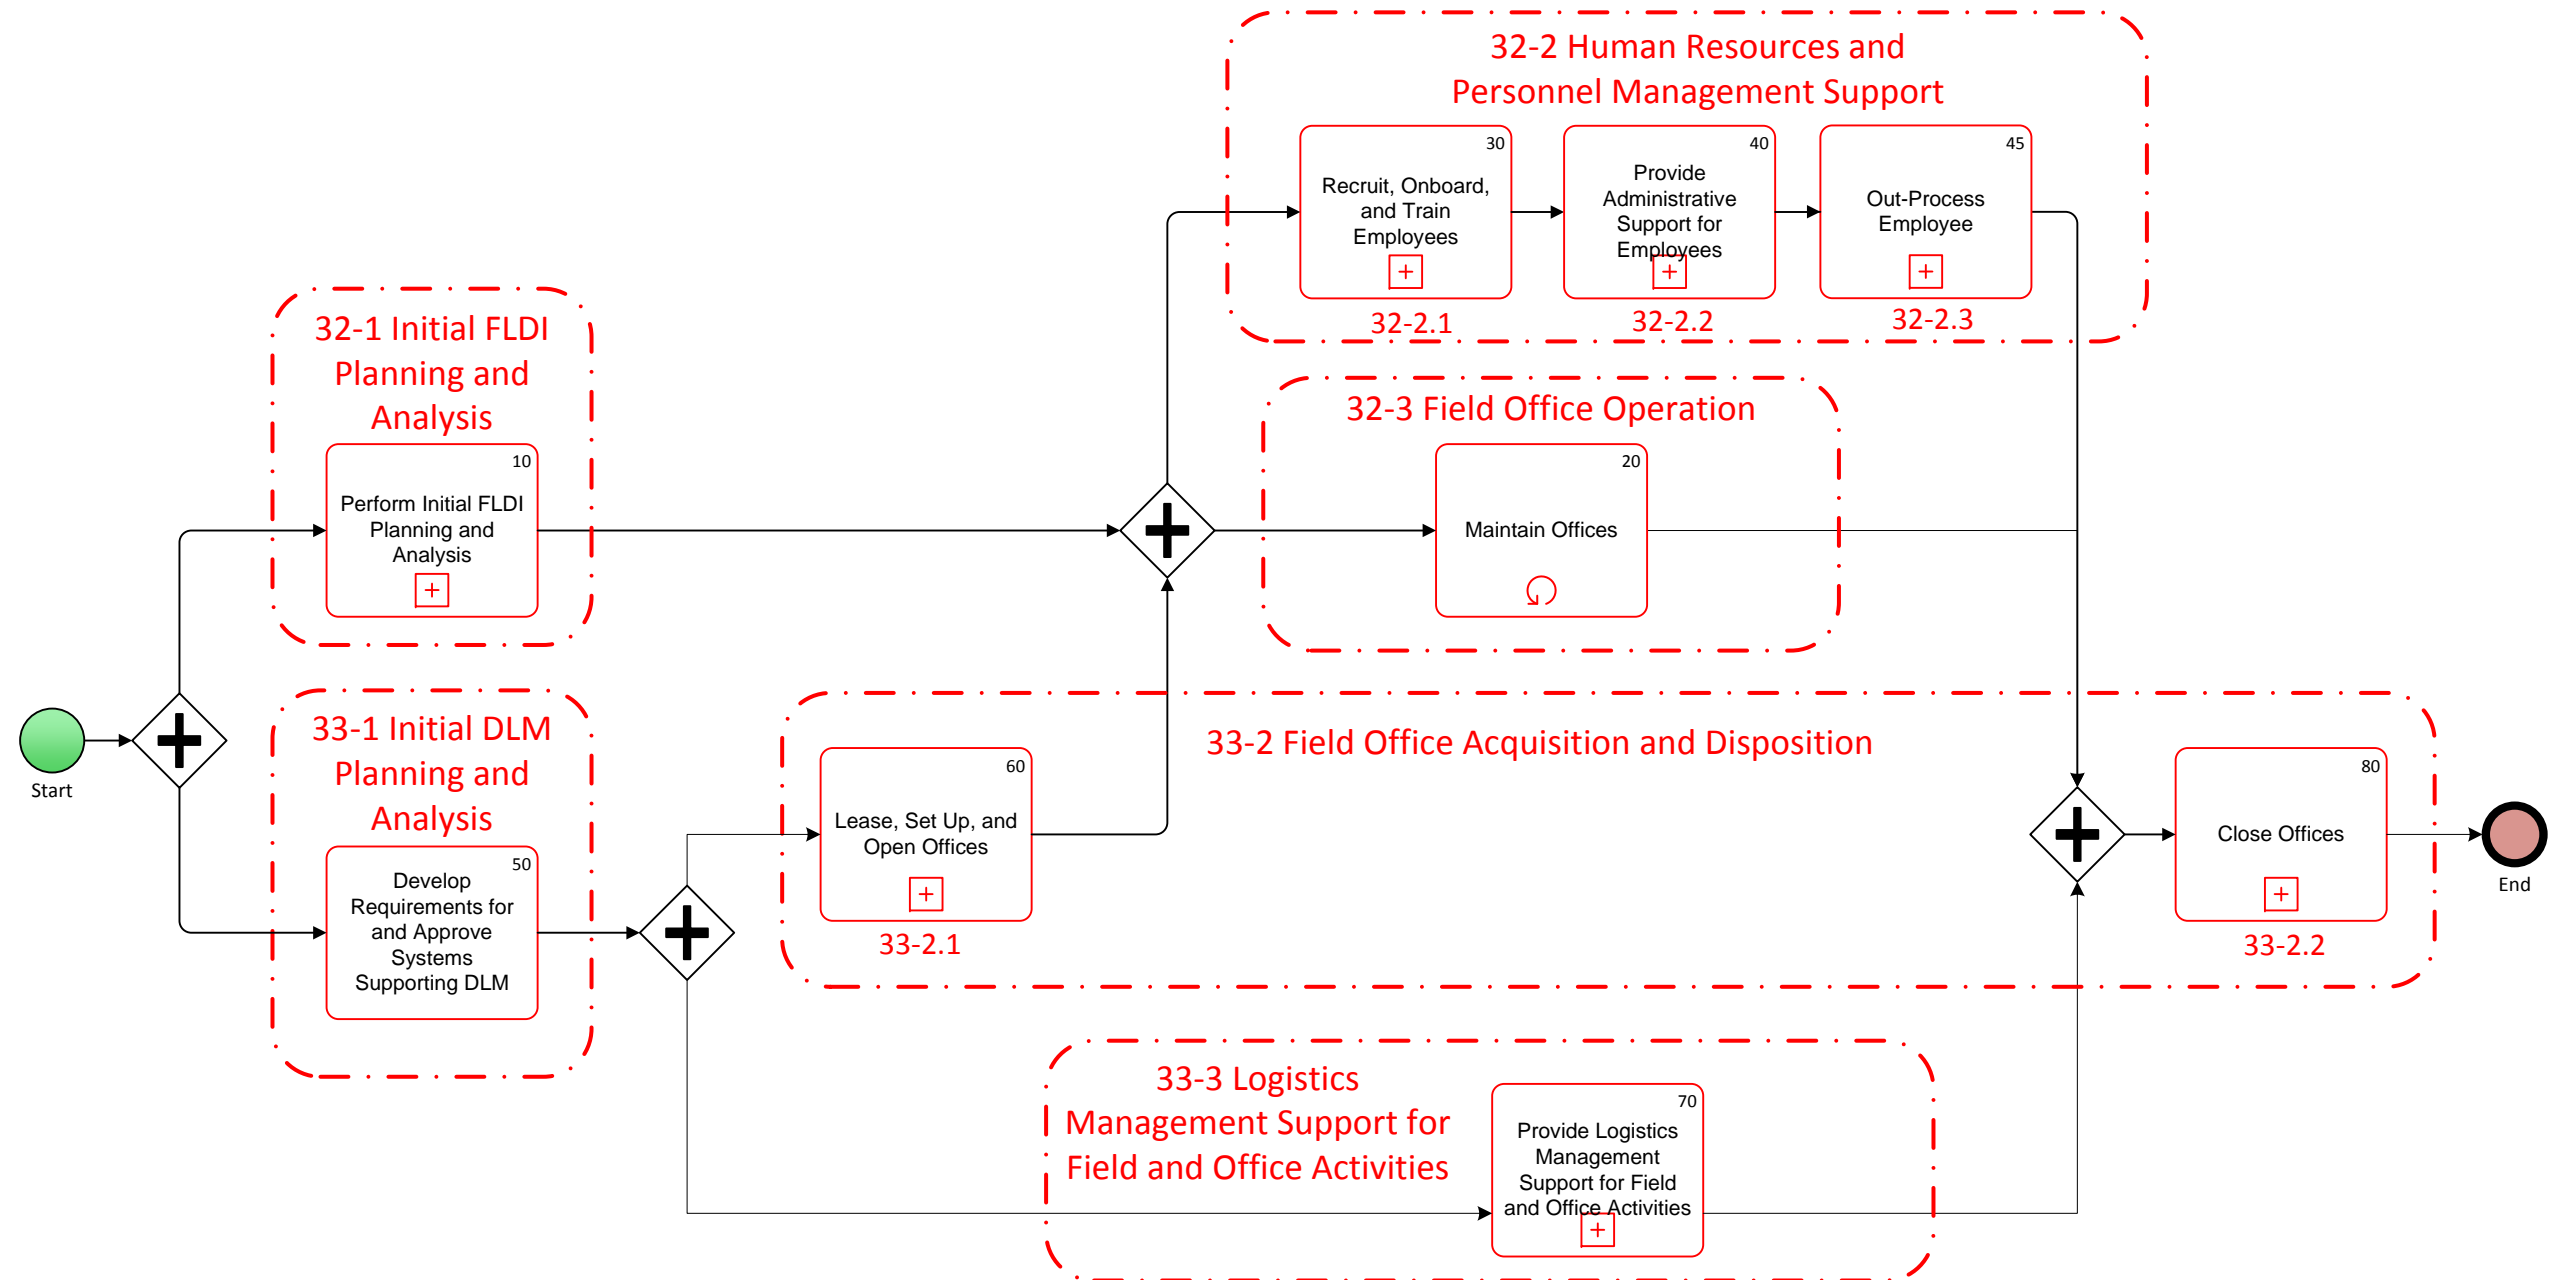 32-2 Human Resources and
Personnel Management Support
30
Recruit, Onboard,
and Train
Employees
32-2.1
40
Provide
Administrative
Support for
Employees
32-2.2
45
Out-Process
Employee
32-2.3
32-1 Initial FLDI
Planning and
Analysis
10
Perform Initial FLDI
Planning and
Analysis
32-3 Field Office Operation
20
Maintain Offices
Start
33-1 Initial DLM
Planning and
Analysis
50
Develop
Requirements for
and Approve
Systems
Supporting DLM
33-2 Field Office Acquisition and Disposition
60
Lease, Set Up, and
Open Offices
33-2.1
80
Close Offices
33-2.2
End
33-3 Logistics
Management Support for
Field and Office Activities
70
Provide Logistics
Management
Support for Field
and Office Activities